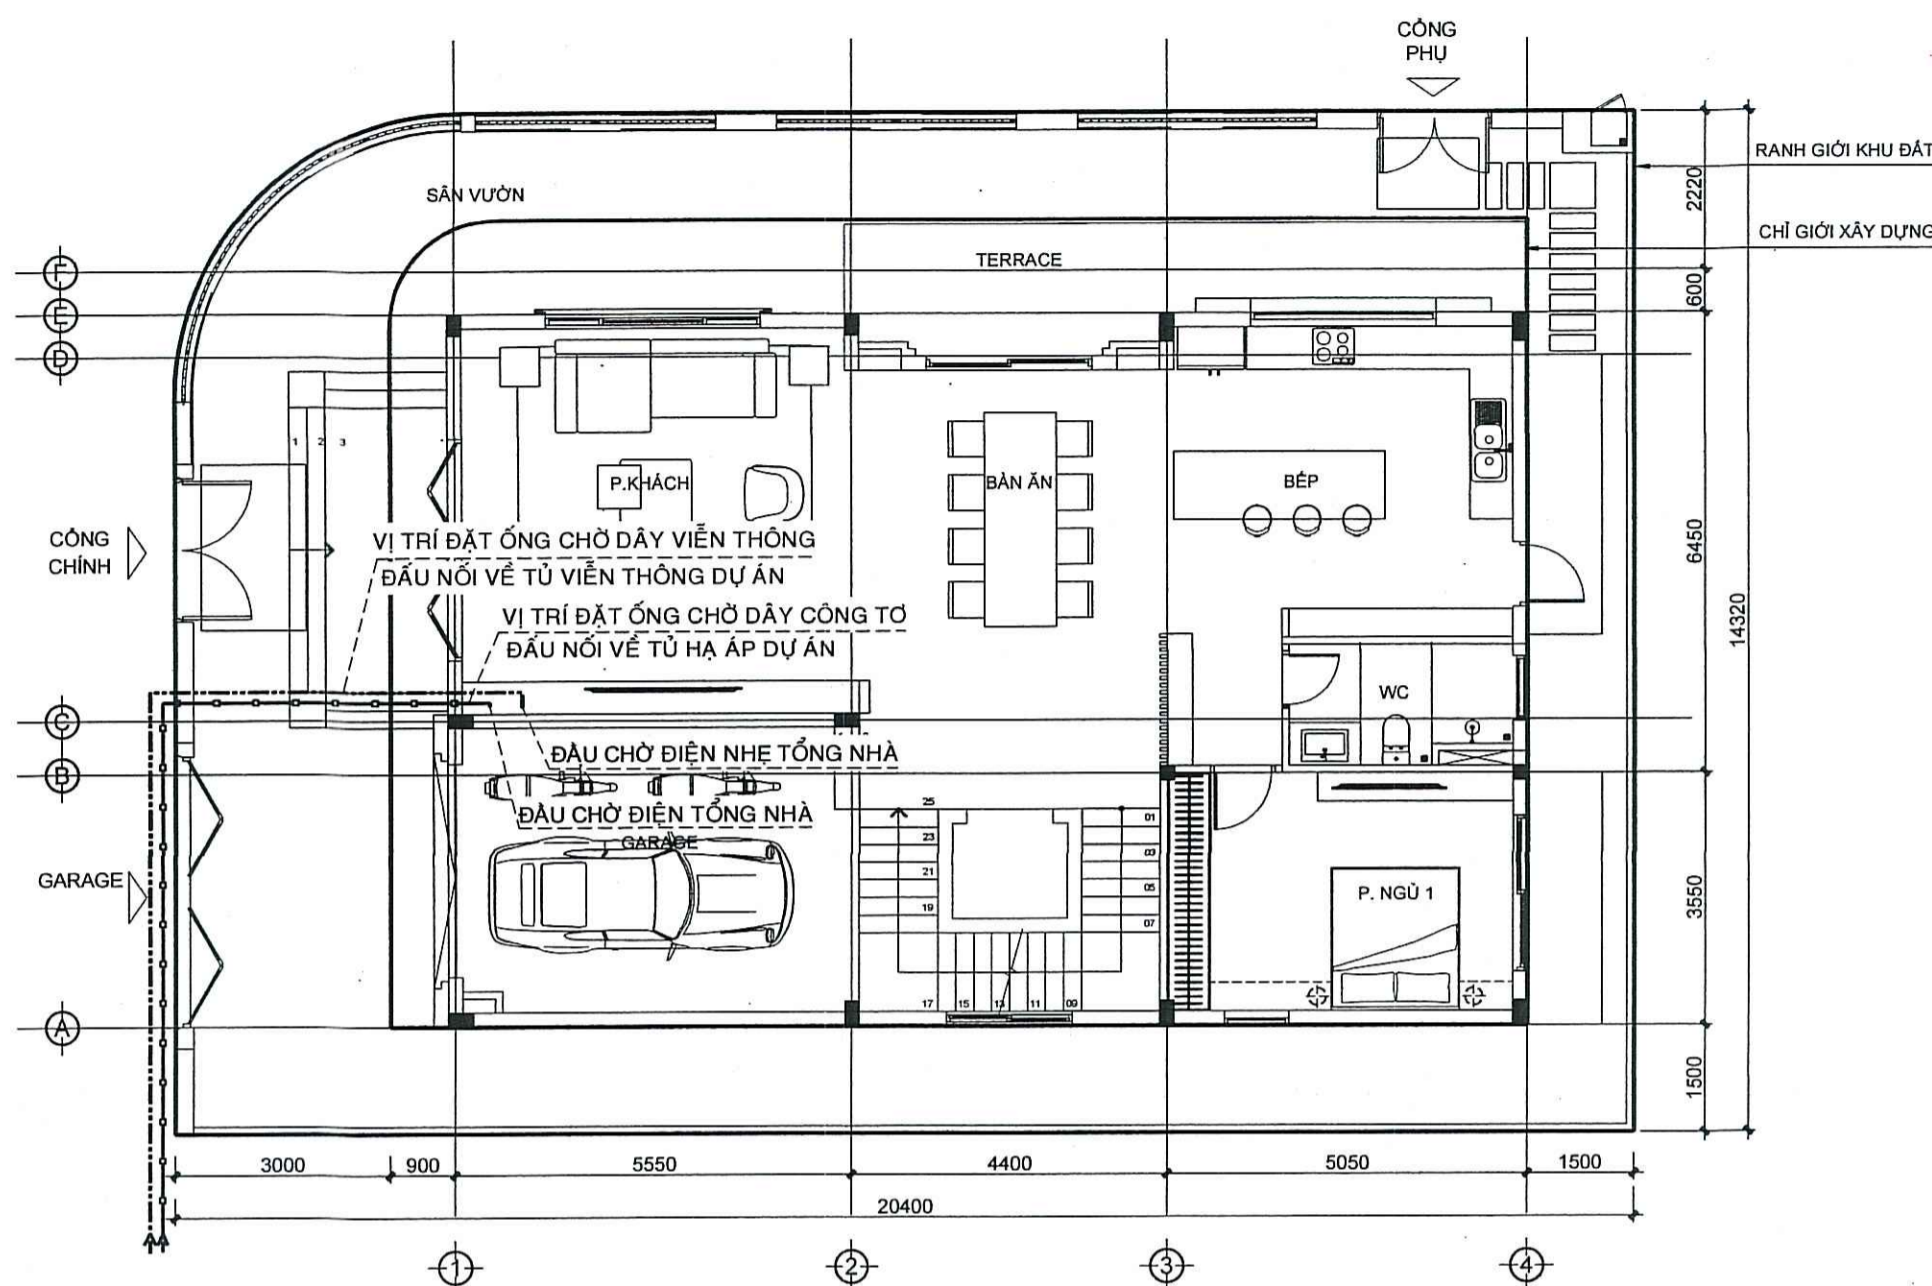 CỔNG
PHỤ
RANH GIỚI KHU ĐẤT
2220
SÂN VƯỜN
CHỈ GIỚI XÂY DỰNG
TERRACE
F
600
E
D
1 2 3
P.KHÁCH
BÀN ĂN
BẾP
CỔNG
CHÍNH
VỊ TRÍ ĐẶT ỐNG CHỜ DÂY VIỄN THÔNG
ĐẤU NỐI VỀ TỦ VIỄN THÔNG DỰ ÁN
6450
14320
VỊ TRÍ ĐẶT ỐNG CHỜ DÂY CÔNG TƠ
ĐẤU NỐI VỀ TỦ HẠ ÁP DỰ ÁN
WC
C
ĐẦU CHỜ ĐIỆN NHẸ TỔNG NHÀ
B
ĐẦU CHỜ ĐIỆN TỔNG NHÀ
25
01
23
03
GARAGE
21
05
GARAGE
P. NGỦ 1
3550
19
07
17 15 13 11 09
A
1500
3000 900 5550 4400 5050 1500
20400
1 2 3 4